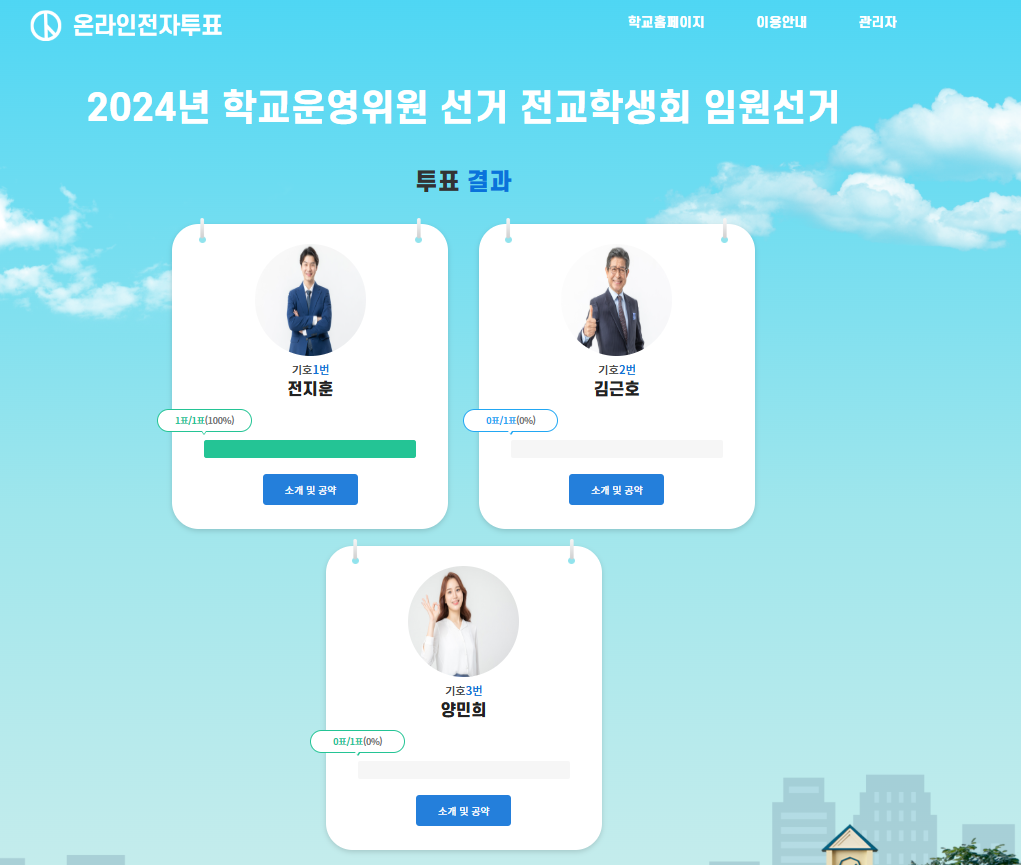 온라인전자투표
학교홈페이지 이용안내 관리자
2024년 학교운영위원 선거 전교학생회 임원선거
투표 결과
기호1번
전지훈
1표/1표(100%)
소개 및 공약
기호2번
김근호
0표/1표(0%)
소개 및 공약
기호3번
양민희
0표/1표(0%)
소개 및 공약